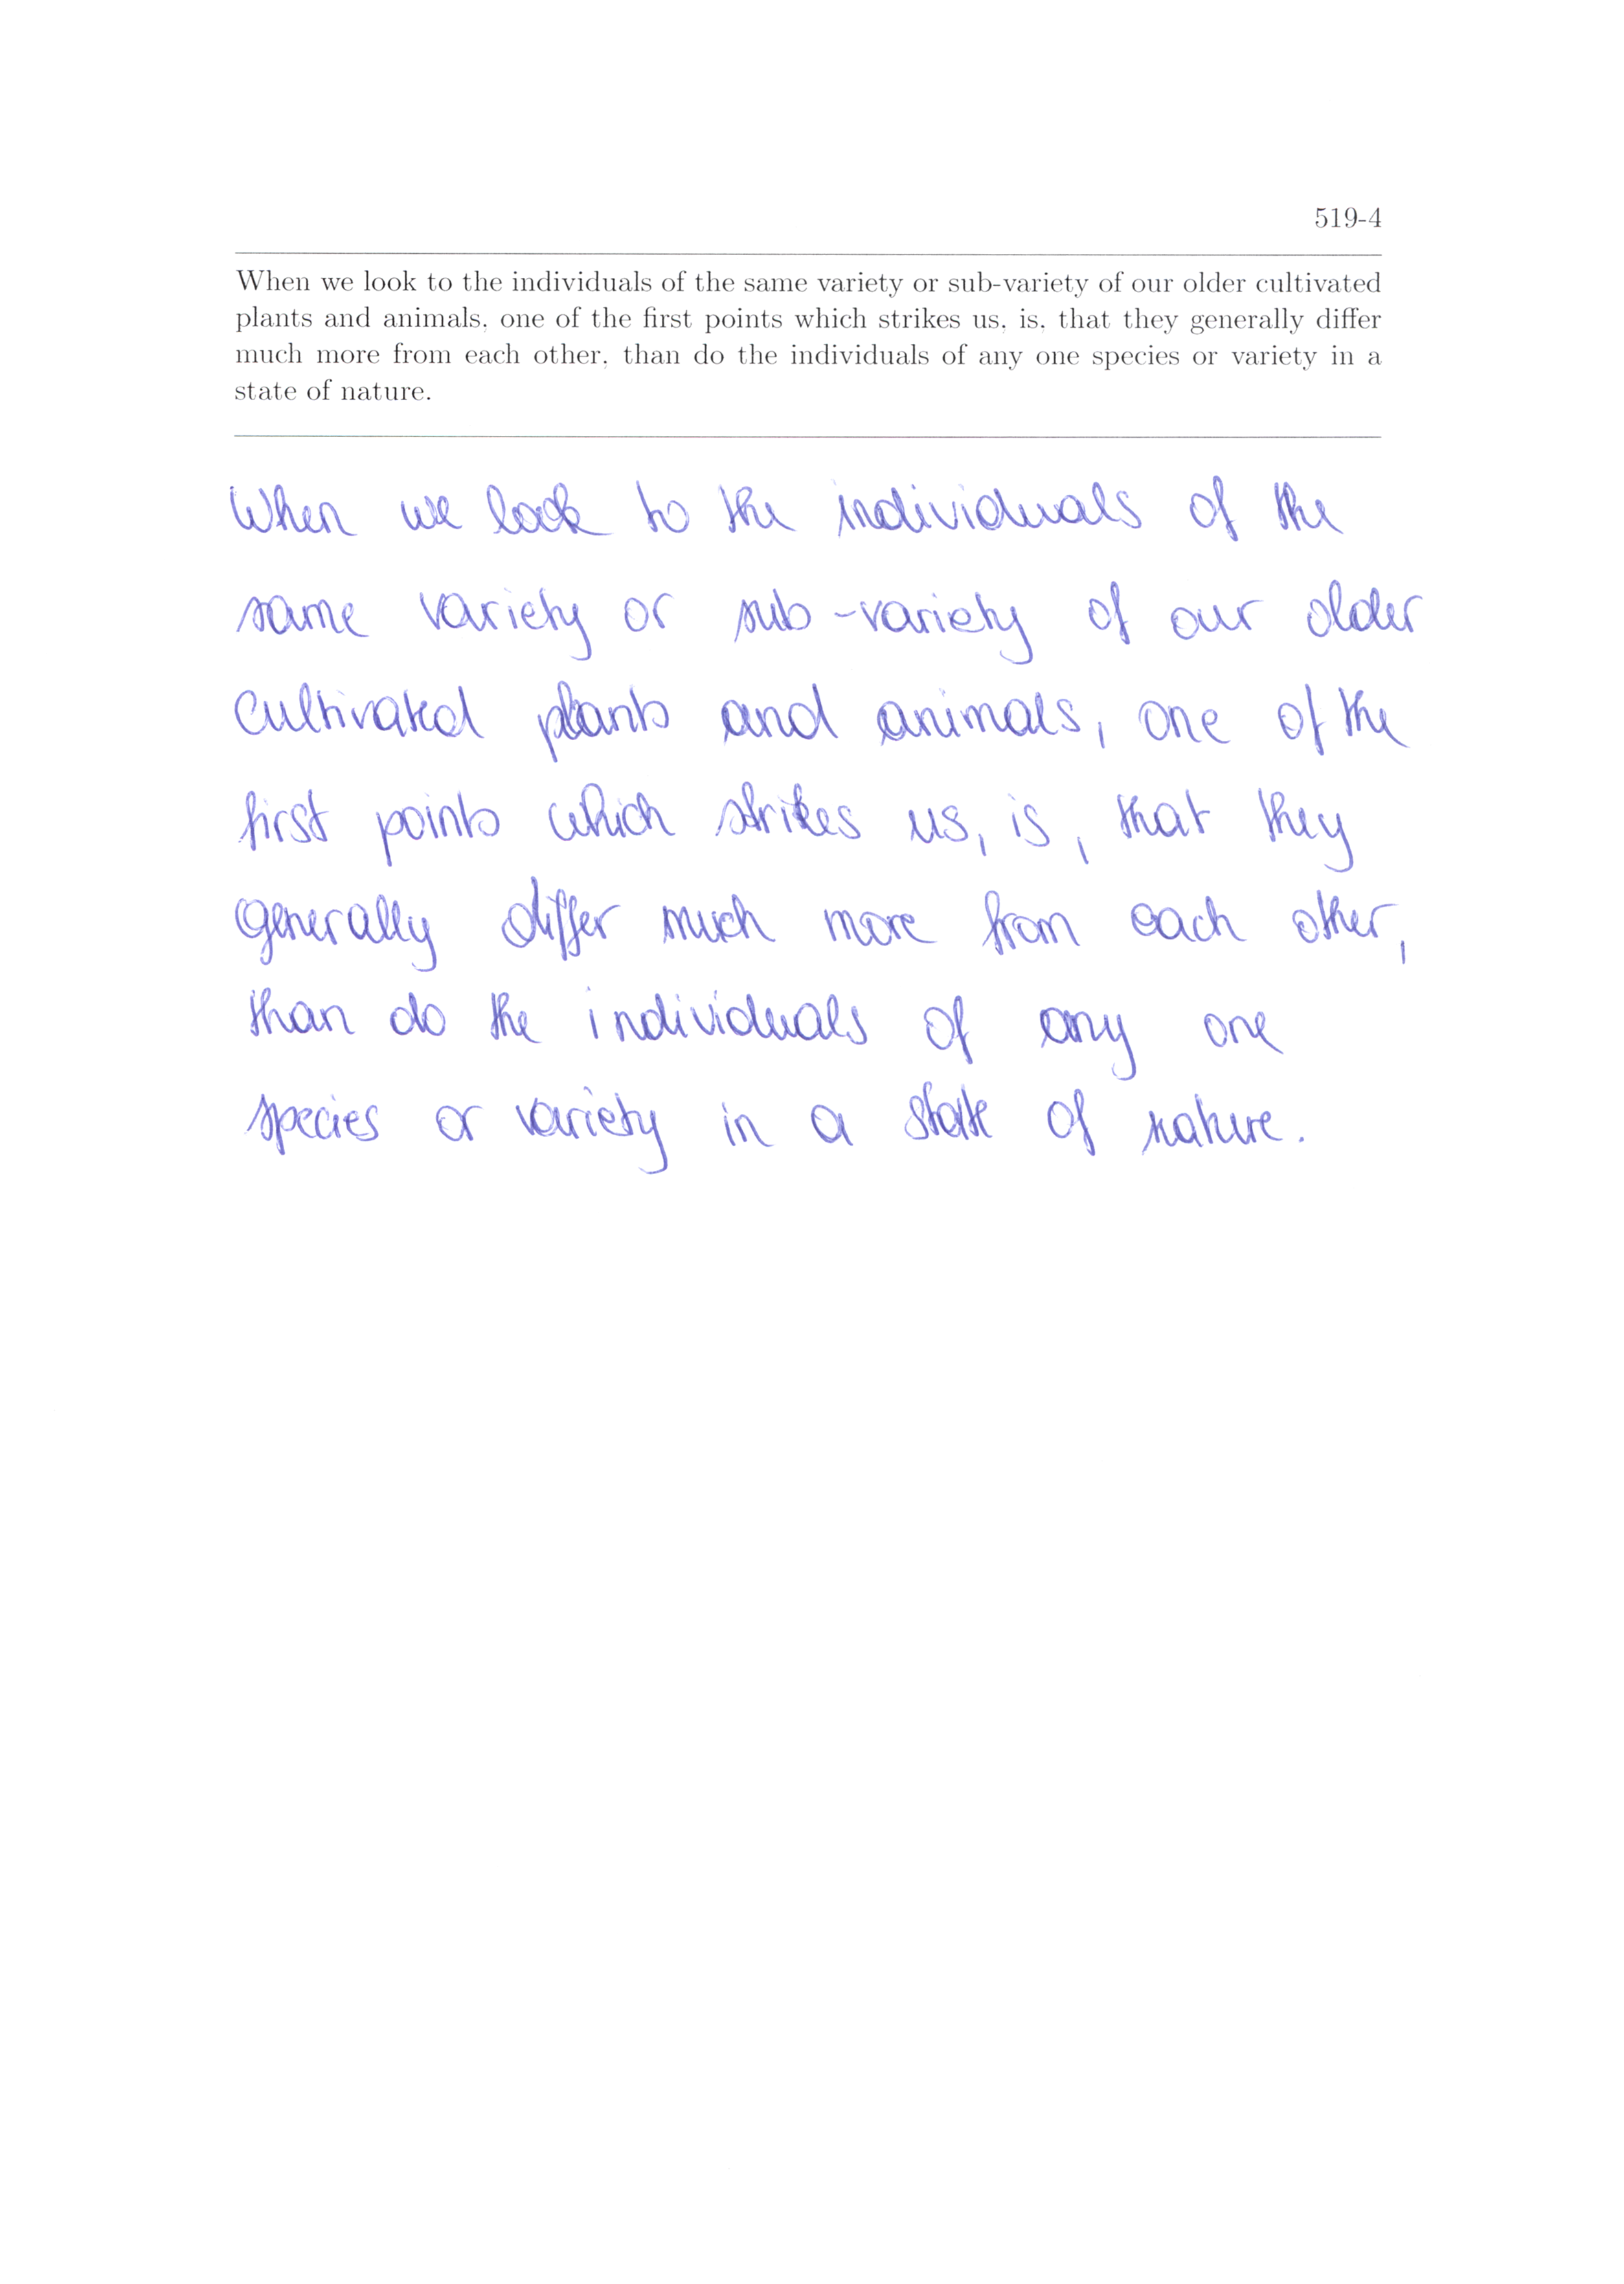 519-4
When we look to the individuals of the same variety or sub-variety of our older cultivated
plants and animals, one of the first points which strikes us, is, that they generally differ
much more from each other, than do the individuals of any one species or variety in a
state of nature.
When we look to the individuals of the
same variety or sub-variety of our older
cultivated plants and animals, one of the
first points which strikes us, is, that they
generally differ much more from each other,
than do the individuals of any one
species or variety in a state of nature.